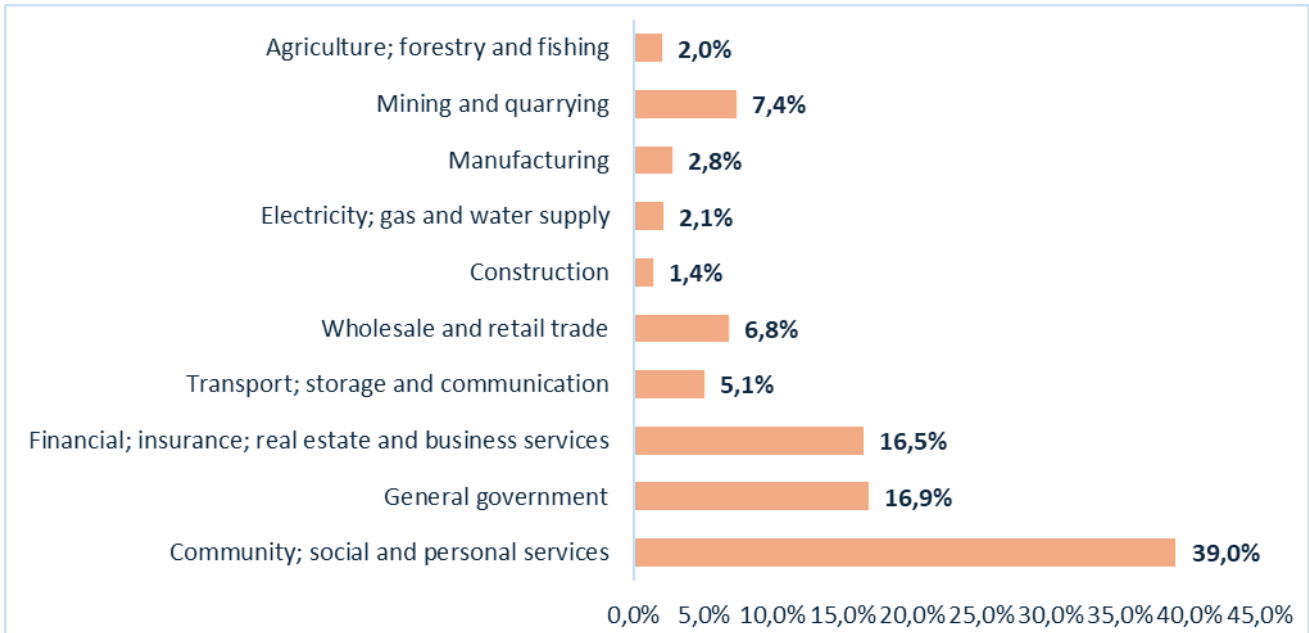 Agriculture; forestry and fishing 2,0%
Mining and quarrying 7,4%
Manufacturing 2,8%
Electricity; gas and water supply 2,1%
Construction 1,4%
Wholesale and retail trade 6,8%
Transport; storage and communication 5,1%
Financial; insurance; real estate and business services 16,5%
General government 16,9%
Community; social and personal services 39,0%
0,0% 5,0% 10,0% 15,0% 20,0% 25,0% 30,0% 35,0% 40,0% 45,0%